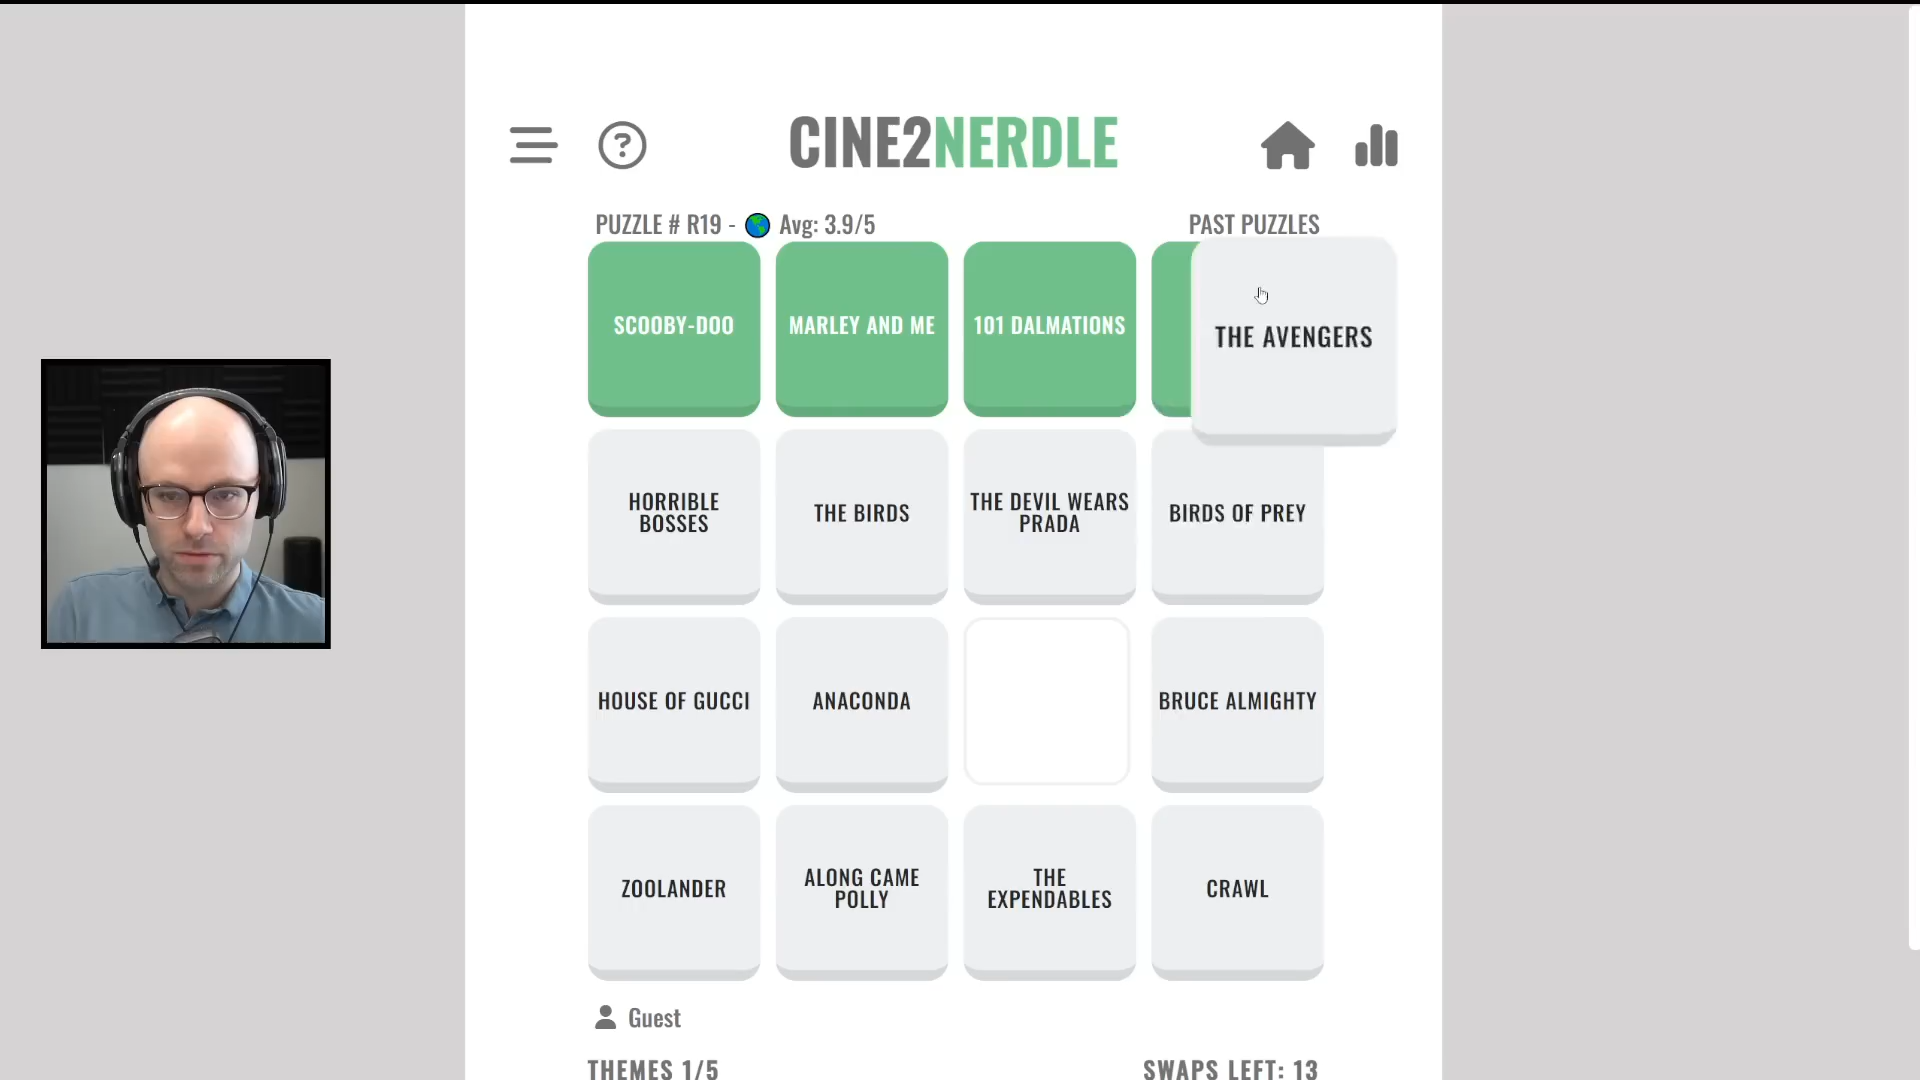 CINE2NERDLE
PUZZLE # R19 - Avg: 3.9/5
PAST PUZZLES
SCOOBY-DOO
MARLEY AND ME
101 DALMATIONS
THE AVENGERS
HORRIBLE
BOSSES
THE BIRDS
THE DEVIL WEARS
PRADA
BIRDS OF PREY
HOUSE OF GUCCI
ANACONDA
BRUCE ALMIGHTY
ZOOLANDER
ALONG CAME
POLLY
THE
EXPENDABLES
CRAWL
Guest
THEMES 1/5
SWAPS LEFT: 13